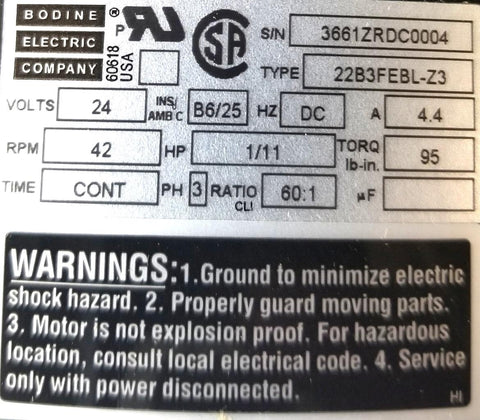 BODINE
ELECTRIC
COMPANY
60618
USA
P
S/N 3661ZRDC0004
TYPE 22B3FEBL-Z3
VOLTS 24 INS/AMB C B6/25 HZ DC A 4.4
RPM 42 HP 1/11 TORQ lb-in. 95
TIME CONT PH 3 RATIO CL! 60:1 µF
WARNINGS: 1. Ground to minimize electric
shock hazard. 2. Properly guard moving parts.
3. Motor is not explosion proof. For hazardous
location, consult local electrical code. 4. Service
only with power disconnected.
HI